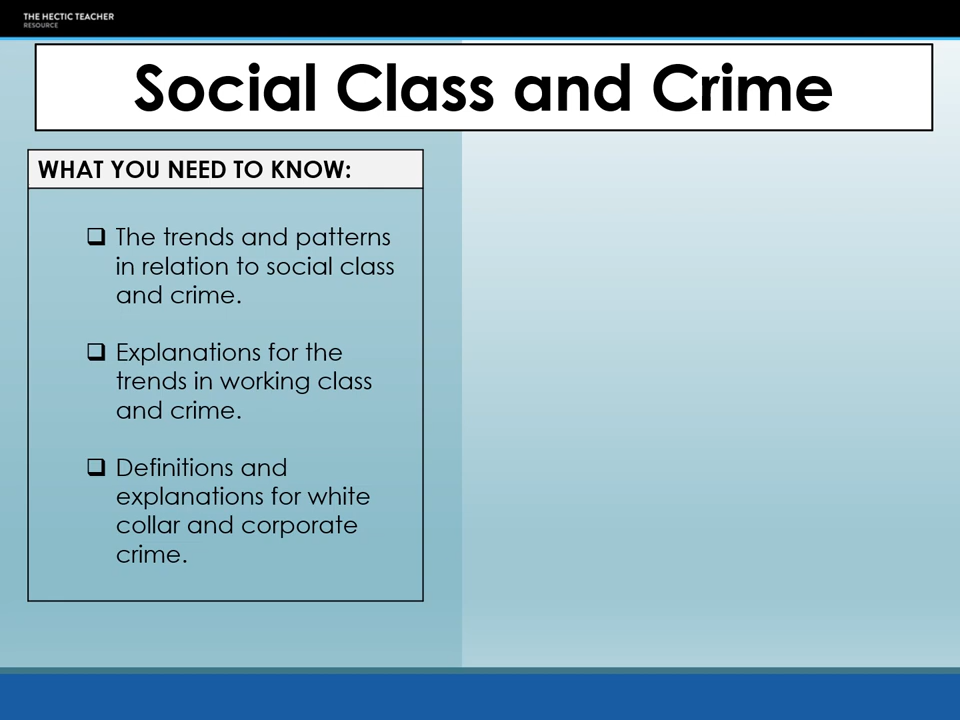 THE HECTIC TEACHER
RESOURCE
Social Class and Crime
WHAT YOU NEED TO KNOW:
❑ The trends and patterns
in relation to social class
and crime.
❑ Explanations for the
trends in working class
and crime.
❑ Definitions and
explanations for white
collar and corporate
crime.